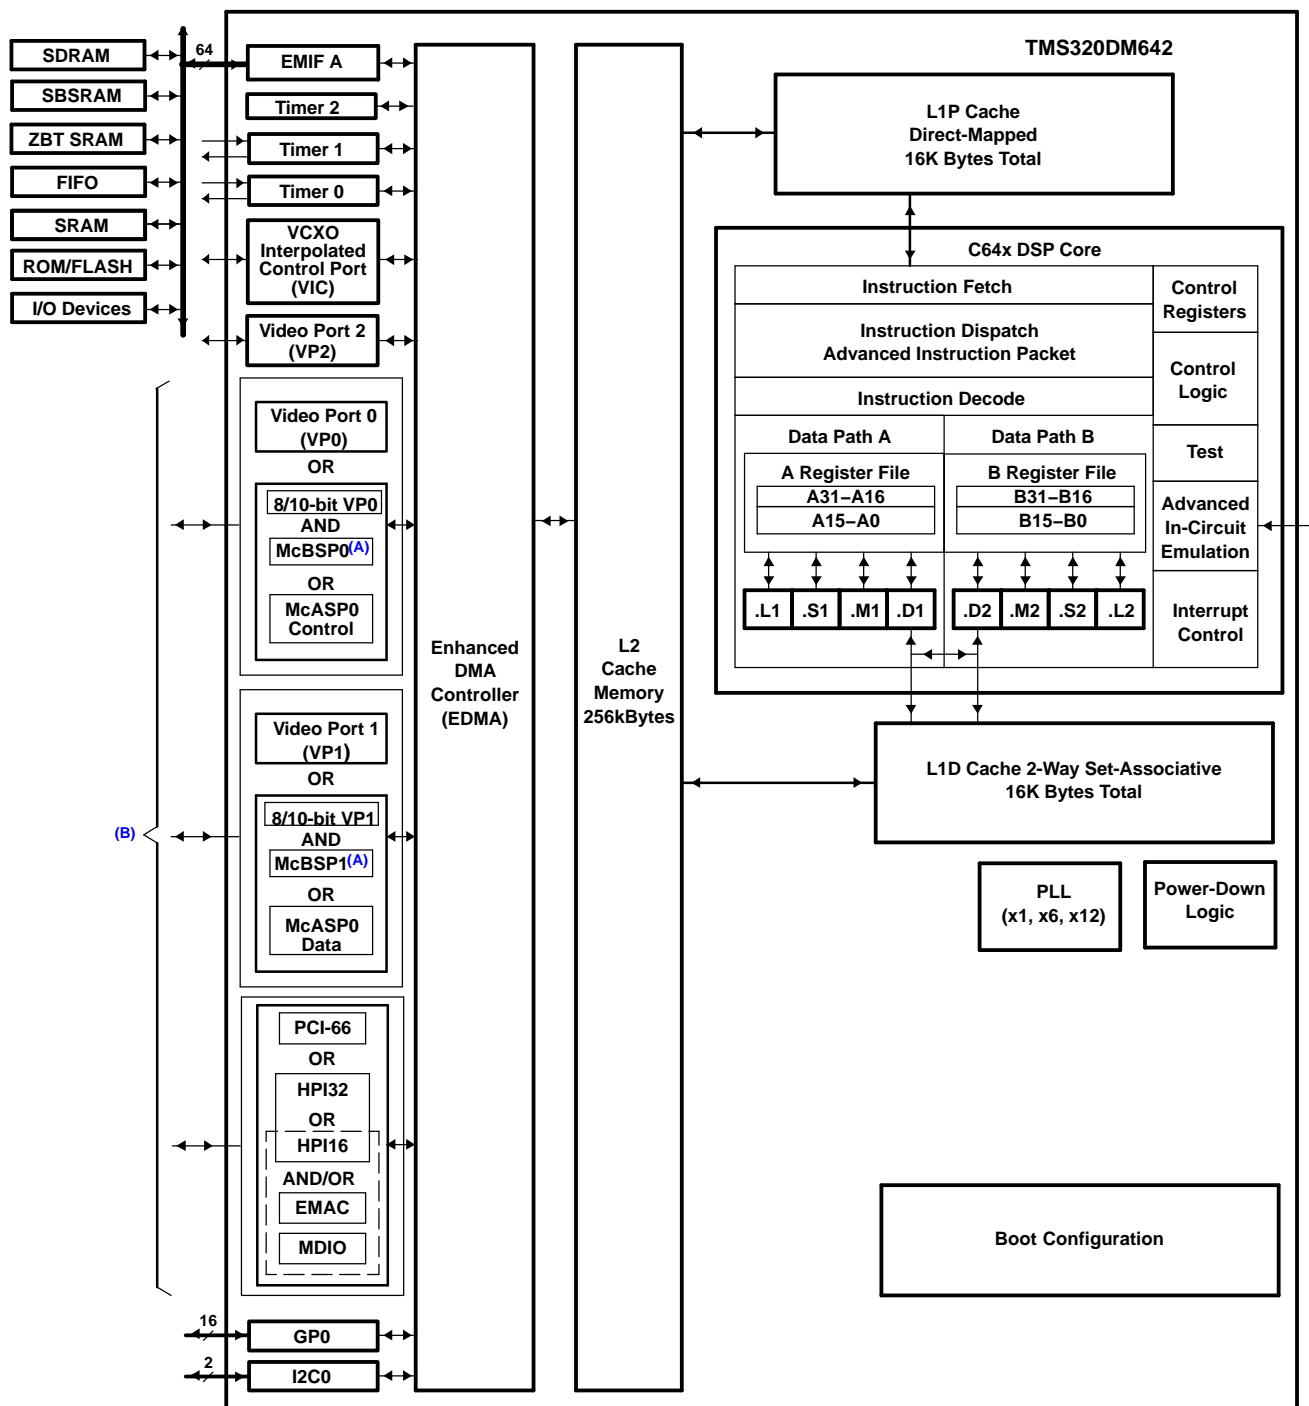 TMS320DM642
SDRAM
SBSRAM
ZBT SRAM
FIFO
SRAM
ROM/FLASH
I/O Devices
64
EMIF A
Timer 2
Timer 1
Timer 0
VCXO
Interpolated
Control Port
(VIC)
Video Port 2
(VP2)
Video Port 0
(VP0)
OR
8/10-bit VP0
AND
McBSP0(A)
OR
McASP0
Control
Video Port 1
(VP1)
OR
8/10-bit VP1
AND
McBSP1(A)
OR
McASP0
Data
(B)
PCI-66
OR
HPI32
OR
HPI16
AND/OR
EMAC
MDIO
16
GP0
2
I2C0
Enhanced
DMA
Controller
(EDMA)
L2
Cache
Memory
256kBytes
L1P Cache
Direct-Mapped
16K Bytes Total
C64x DSP Core
Instruction Fetch
Instruction Dispatch
Advanced Instruction Packet
Instruction Decode
Data Path A
Data Path B
A Register File
A31–A16
A15–A0
B Register File
B31–B16
B15–B0
.L1 .S1 .M1 .D1
.D2 .M2 .S2 .L2
Control
Registers
Control
Logic
Test
Advanced
In-Circuit
Emulation
Interrupt
Control
L1D Cache 2-Way Set-Associative
16K Bytes Total
PLL
(x1, x6, x12)
Power-Down
Logic
Boot Configuration